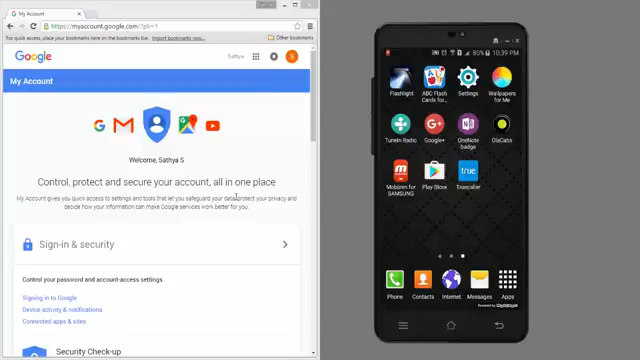 My Account
https://myaccount.google.com/?pli=1
For quick access, place your bookmarks here on the bookmarks bar. Import bookmarks now...
Other bookmarks
Google
Sathya
S
My Account
Welcome, Sathya S
Control, protect and secure your account, all in one place
My Account gives you quick access to settings and tools that let you safeguard your data, protect your privacy and
decide how your information can make Google services work better for you.
Sign-in & security
Control your password and account-access settings.
Signing in to Google
Device activity & notifications
Connected apps & sites
Security Check-up
80% 10:39 PM
Flashlight
ABC Flash Cards for...
Settings
Wallpapers for Me
TuneIn Radio
Google+
OneNote badge
OlaCabs
Mobizen for SAMSUNG
Play Store
true
Truecaller
Phone
Contacts
Internet
Messages
Apps